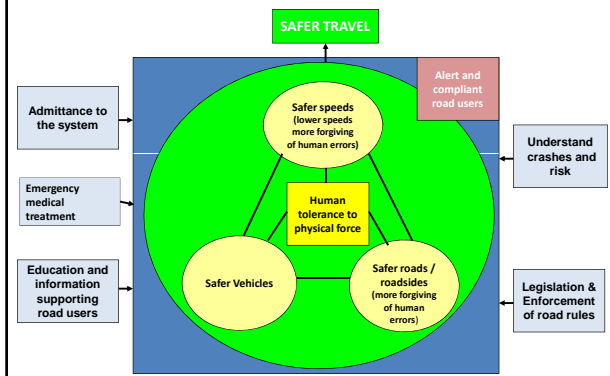 SAFER TRAVEL
Alert and
compliant
road users
Admittance to
the system
Safer speeds
(lower speeds
more forgiving
of human errors)
Understand
crashes and
risk
Emergency
medical
treatment
Human
tolerance to
physical force
Education and
information
supporting
road users
Safer Vehicles
Safer roads /
roadsides
(more forgiving
of human
errors)
Legislation &
Enforcement
of road rules